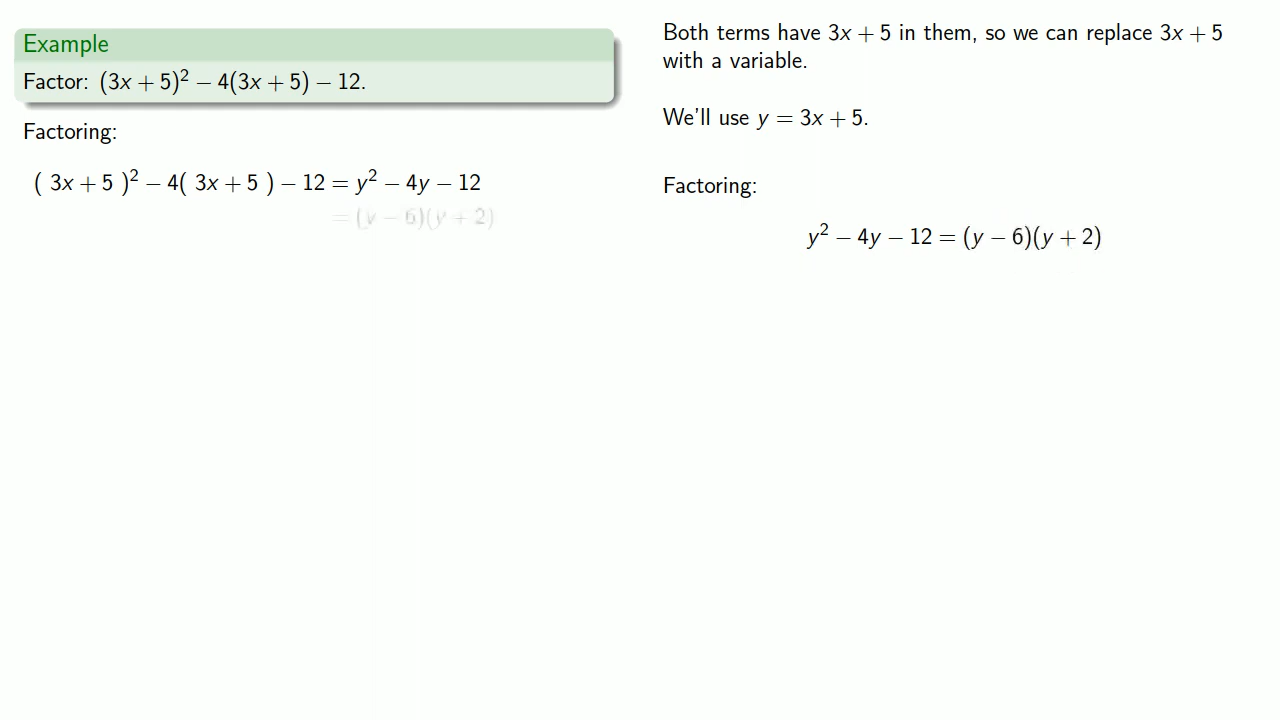 Example
Factor: (3x + 5)² − 4(3x + 5) − 12.
Factoring:
( 3x + 5 )² − 4( 3x + 5 ) − 12 = y² − 4y − 12
= (y − 6)(y + 2)
Both terms have 3x + 5 in them, so we can replace 3x + 5
with a variable.
We'll use y = 3x + 5.
Factoring:
y² − 4y − 12 = (y − 6)(y + 2)